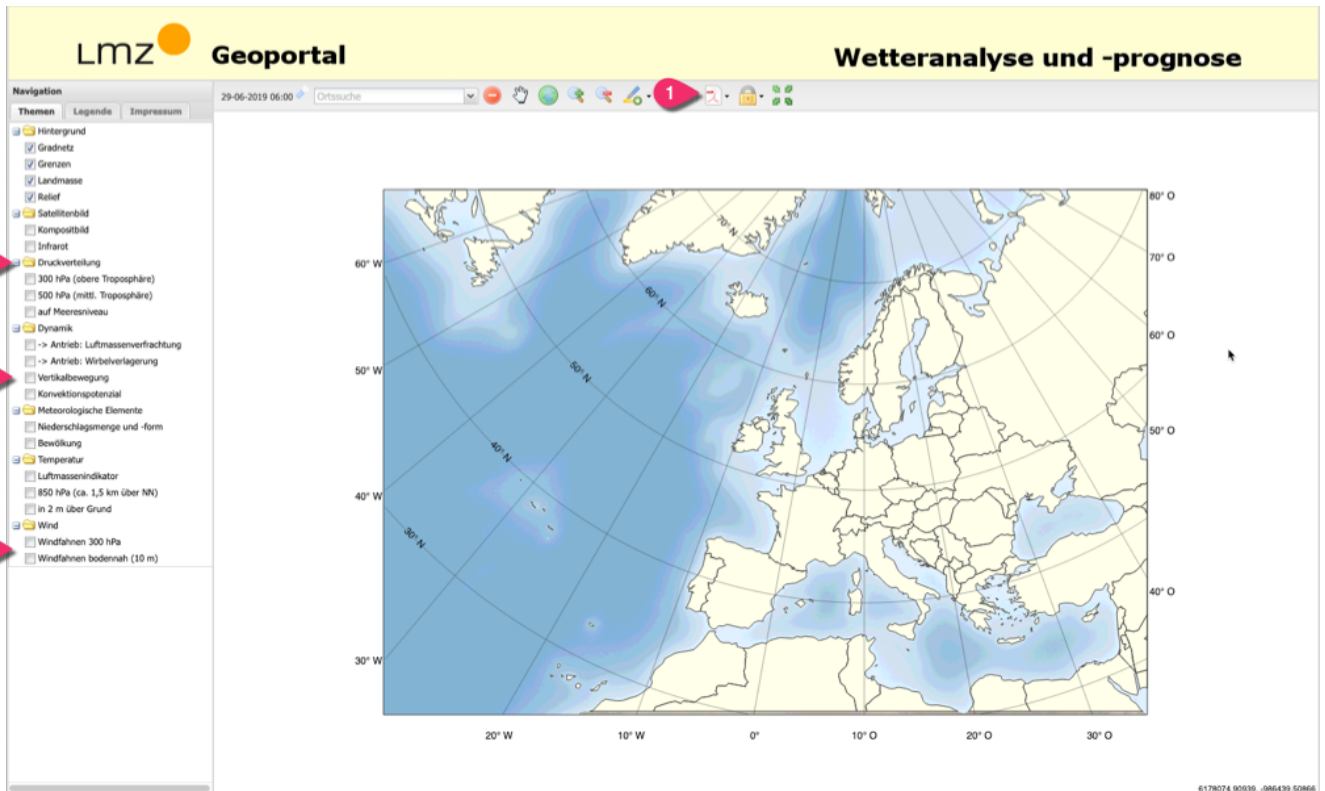 Lmz
Geoportal
Wetteranalyse und -prognose
Navigation
Themen Legende Impressum
29-06-2019 06:00 Ortssuche 1
Hintergrund
Gradnetz
Grenzen
Landmasse
Relief
Satellitenbild
Kompositbild
Infrarot
Druckverteilung
300 hPa (obere Troposphäre)
500 hPa (mittl. Troposphäre)
auf Meeresniveau
Dynamik
-> Antrieb: Luftmassenverfrachtung
-> Antrieb: Wirbelverlagerung
Vertikalbewegung
Konvektionspotenzial
Meteorologische Elemente
Niederschlagsmenge und -form
Bewölkung
Temperatur
Luftmassenindikator
850 hPa (ca. 1,5 km über NN)
in 2 m über Grund
Wind
Windfahnen 300 hPa
Windfahnen bodennah (10 m)
60° W
50° W
40° W
30° W
70° N
60° N
50° N
40° N
30° N
80° O
70° O
60° O
50° O
40° O
20° W 10° W 0° 10° O 20° O 30° O
6178074.90939, -986439.50866